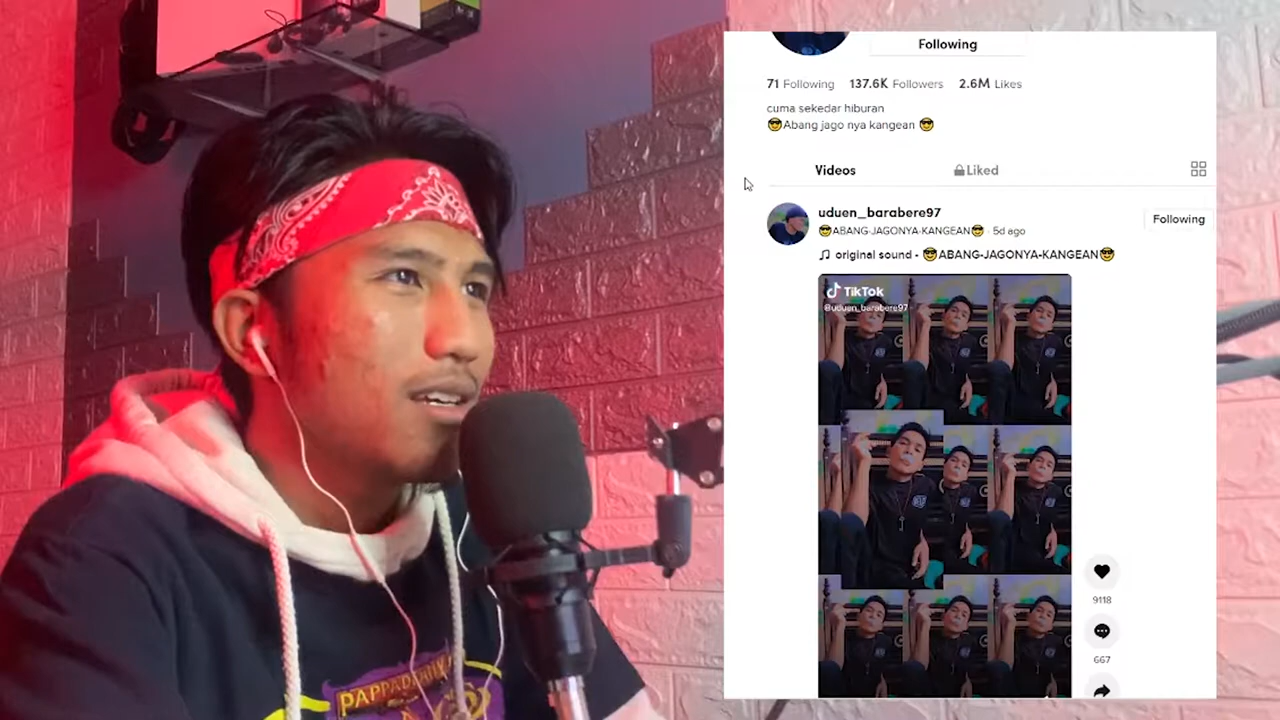 Following
71 Following 137.6K Followers 2.6M Likes
cuma sekedar hiburan
😎Abang jago nya kangean 😎
Videos Liked
uduen_barabere97
😎ABANG-JAGONYA-KANGEAN😎 · 5d ago
Following
♫ original sound - 😎ABANG-JAGONYA-KANGEAN😎
TikTok
@uduen_barabere97
9118
667